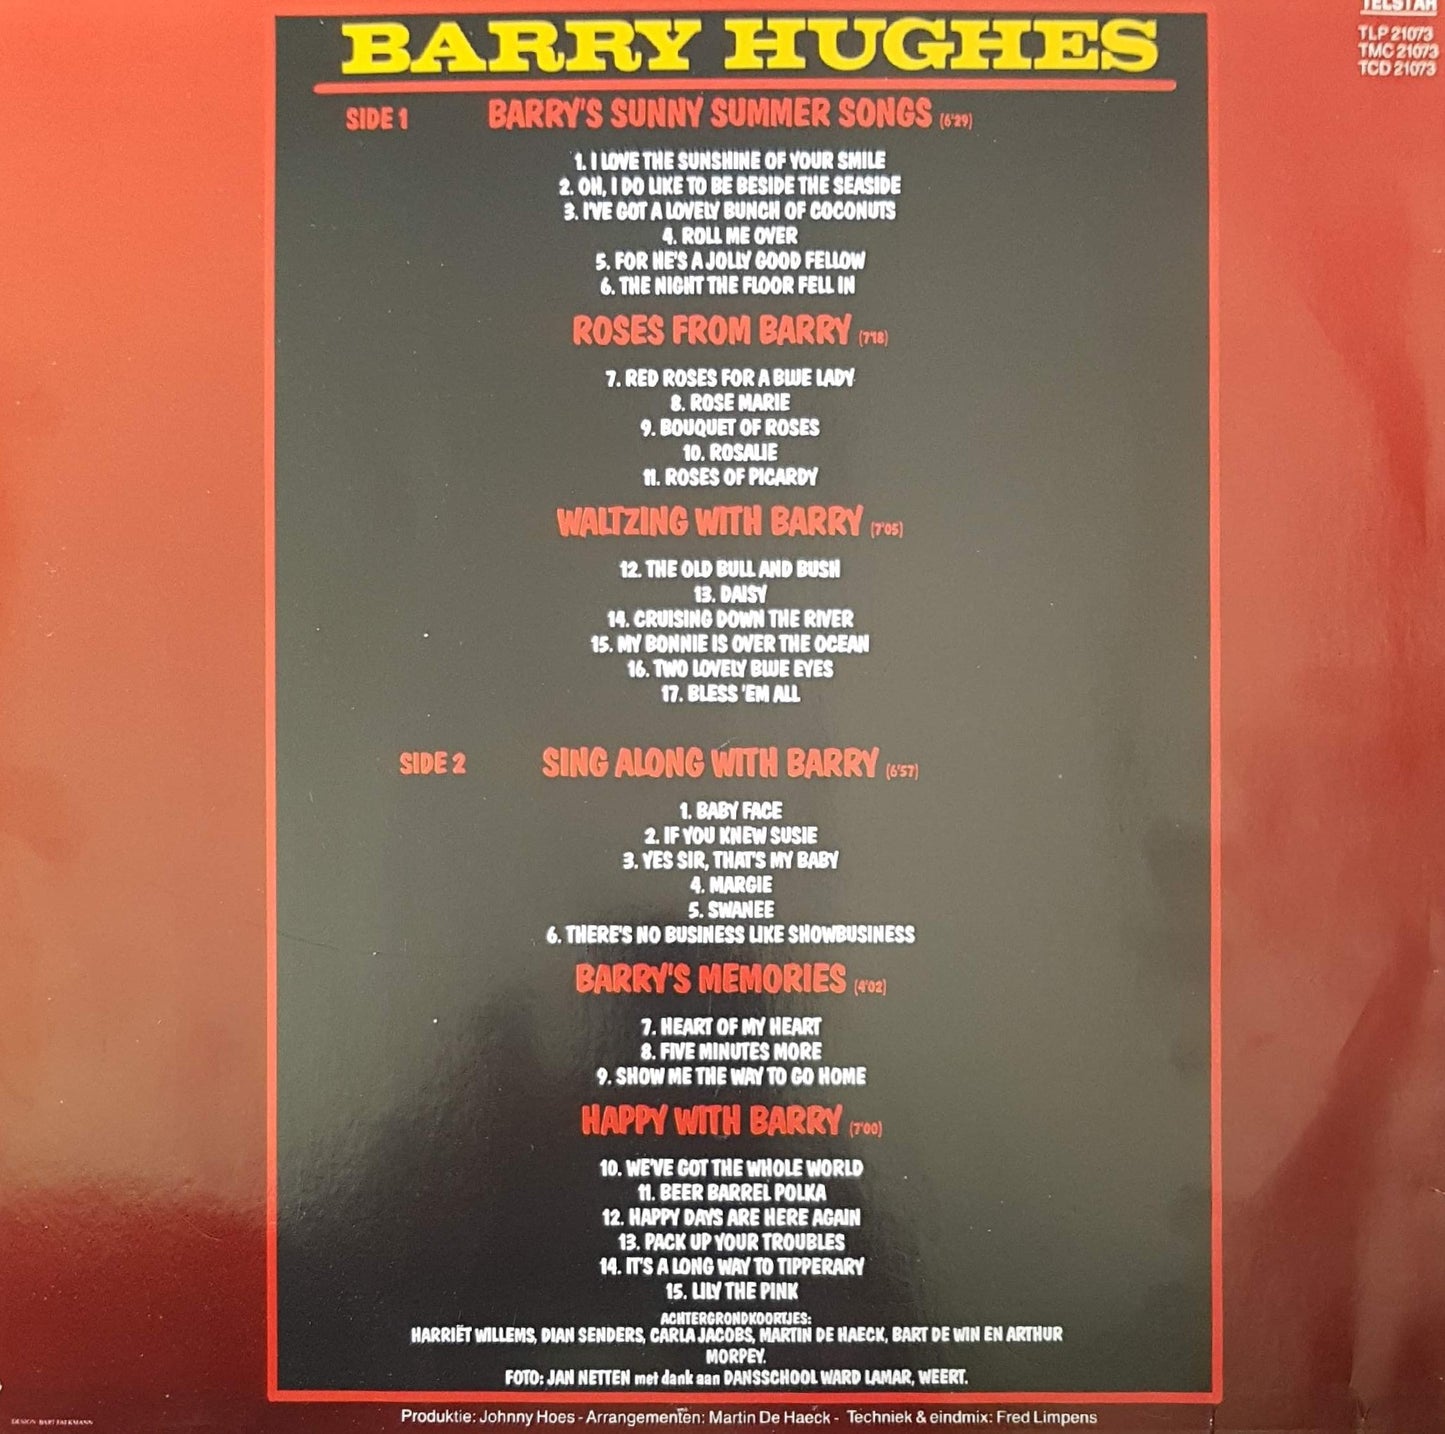 TELSTAR
TLP 21073
TMC 21073
TCD 21073
BARRY HUGHES
SIDE 1 BARRY'S SUNNY SUMMER SONGS (6'29)
1. I LOVE THE SUNSHINE OF YOUR SMILE
2. OH, I DO LIKE TO BE BESIDE THE SEASIDE
3. I'VE GOT A LOVELY BUNCH OF COCONUTS
4. ROLL ME OVER
5. FOR HE'S A JOLLY GOOD FELLOW
6. THE NIGHT THE FLOOR FELL IN
ROSES FROM BARRY (7'18)
7. RED ROSES FOR A BLUE LADY
8. ROSE MARIE
9. BOUQUET OF ROSES
10. ROSALIE
11. ROSES OF PICARDY
WALTZING WITH BARRY (7'05)
12. THE OLD BULL AND BUSH
13. DAISY
14. CRUISING DOWN THE RIVER
15. MY BONNIE IS OVER THE OCEAN
16. TWO LOVELY BLUE EYES
17. BLESS 'EM ALL
SIDE 2 SING ALONG WITH BARRY (6'57)
1. BABY FACE
2. IF YOU KNEW SUSIE
3. YES SIR, THAT'S MY BABY
4. MARGIE
5. SWANEE
6. THERE'S NO BUSINESS LIKE SHOWBUSINESS
BARRY'S MEMORIES (4'02)
7. HEART OF MY HEART
8. FIVE MINUTES MORE
9. SHOW ME THE WAY TO GO HOME
HAPPY WITH BARRY (7'00)
10. WE'VE GOT THE WHOLE WORLD
11. BEER BARREL POLKA
12. HAPPY DAYS ARE HERE AGAIN
13. PACK UP YOUR TROUBLES
14. IT'S A LONG WAY TO TIPPERARY
15. LILY THE PINK
ACHTERGRONDKOORTJES:
HARRIËT WILLEMS, DIAN SENDERS, CARLA JACOBS, MARTIN DE HAECK, BART DE WIN EN ARTHUR
MORPEY.
FOTO: JAN NETTEN met dank aan DANSSCHOOL WARD LAMAR, WEERT.
Produktie: Johnny Hoes - Arrangementen: Martin De Haeck - Techniek & eindmix: Fred Limpens
DESIGN: BART FALKMANN